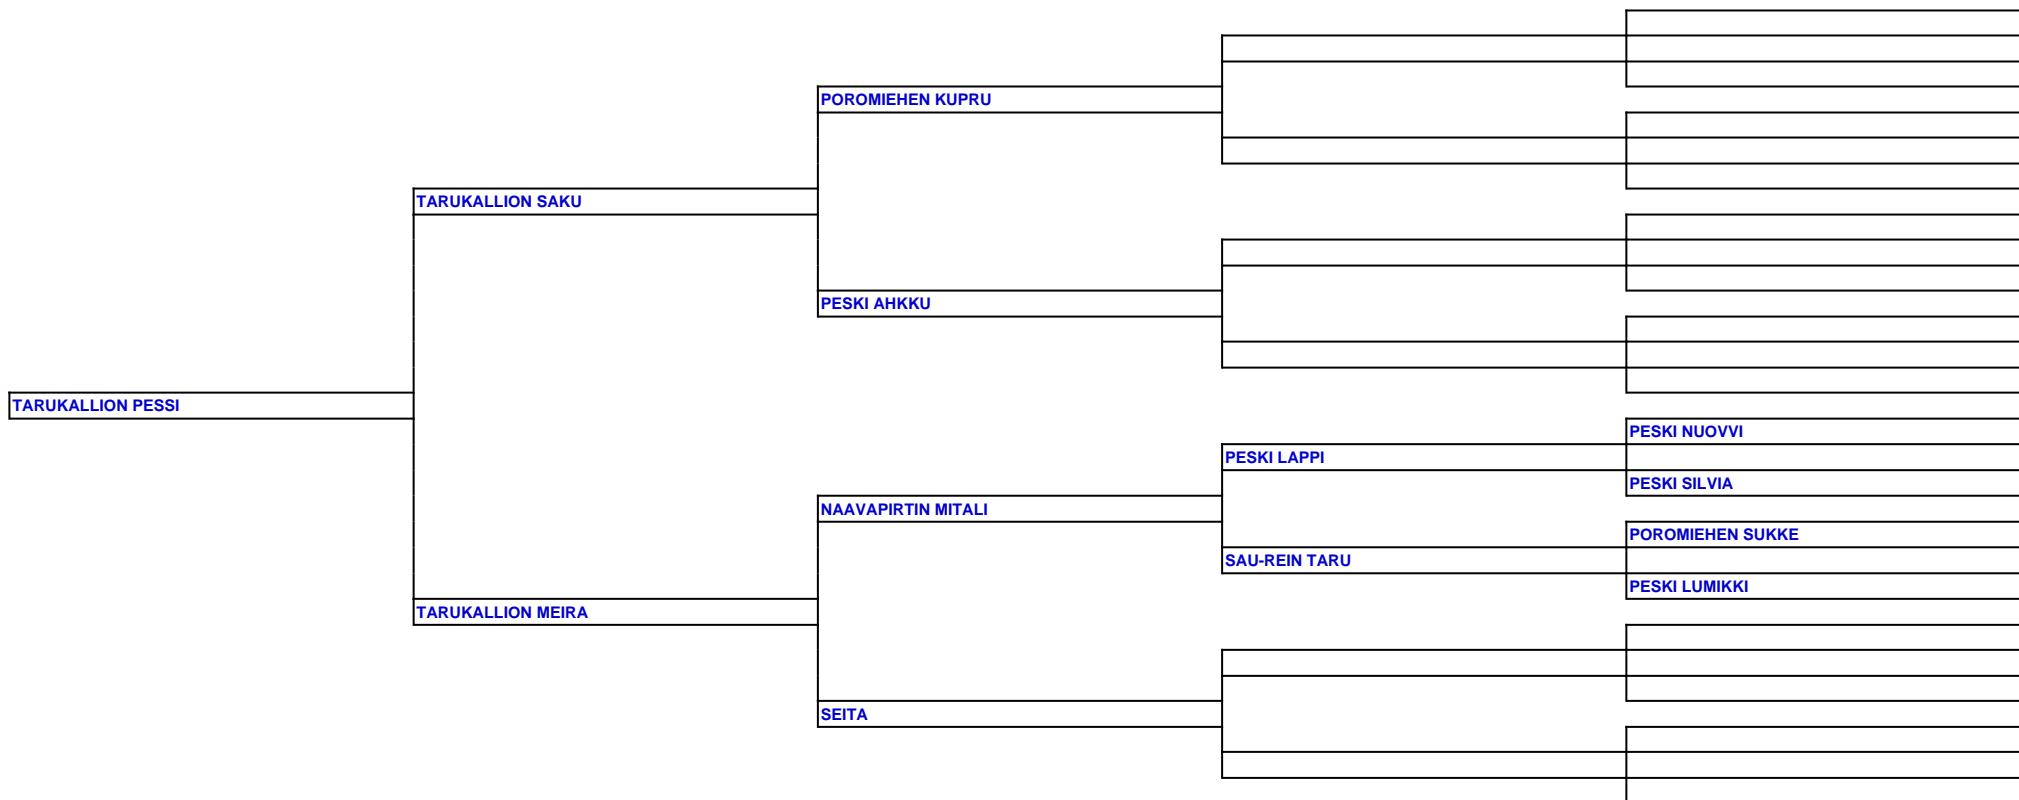 POROMIEHEN KUPRU
TARUKALLION SAKU
PESKI AHKKU
TARUKALLION PESSI
PESKI NUOVVI
PESKI LAPPI
PESKI SILVIA
NAAVAPIRTIN MITALI
POROMIEHEN SUKKE
SAU-REIN TARU
PESKI LUMIKKI
TARUKALLION MEIRA
SEITA